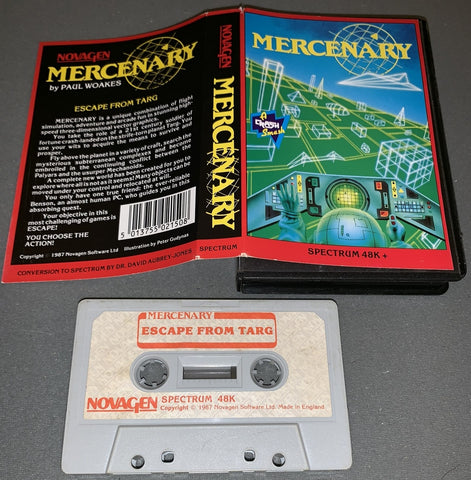 NOVAGEN
MERCENARY
by PAUL WOAKES
ESCAPE FROM TARG
MERCENARY is a unique combination of flight
simulation, adventure and arcade fun in stunning high-
speed three-dimensional vector graphics.
You take the role of a 21st century soldier of
fortune crash-landed on the strife-torn planet Targ. You
use your wits to acquire the means to survive and
prosper.
Fly above the planet in a variety of craft, search the
mysterious subterranean complexes and become
embroiled in the continuing conflict between the
Palyars and the usurper Mechanoids.
A complete new world has been created for you to
explore where all is not as it seems! Many objects can be
moved under your control and relocated at will.
You have one true friend: the ever-reliable
Benson, an almost human PC, who guides you in this
absorbing quest.
Your objective in this
most challenging of games is
ESCAPE!
YOU CHOOSE THE
ACTION!
5 013755 021508
Copyright © 1987 Novagen Software Ltd Illustration by Peter Gudynas
CONVERSION TO SPECTRUM BY DR. DAVID AUBREY-JONES
NOVAGEN
MERCENARY
SPECTRUM
MERCENARY
A
CRASH
Smash
SPECTRUM 48K +
MERCENARY
ESCAPE FROM TARG
NOVAGEN
SPECTRUM 48K
Copyright © 1987 Novagen Software Ltd. Made in England